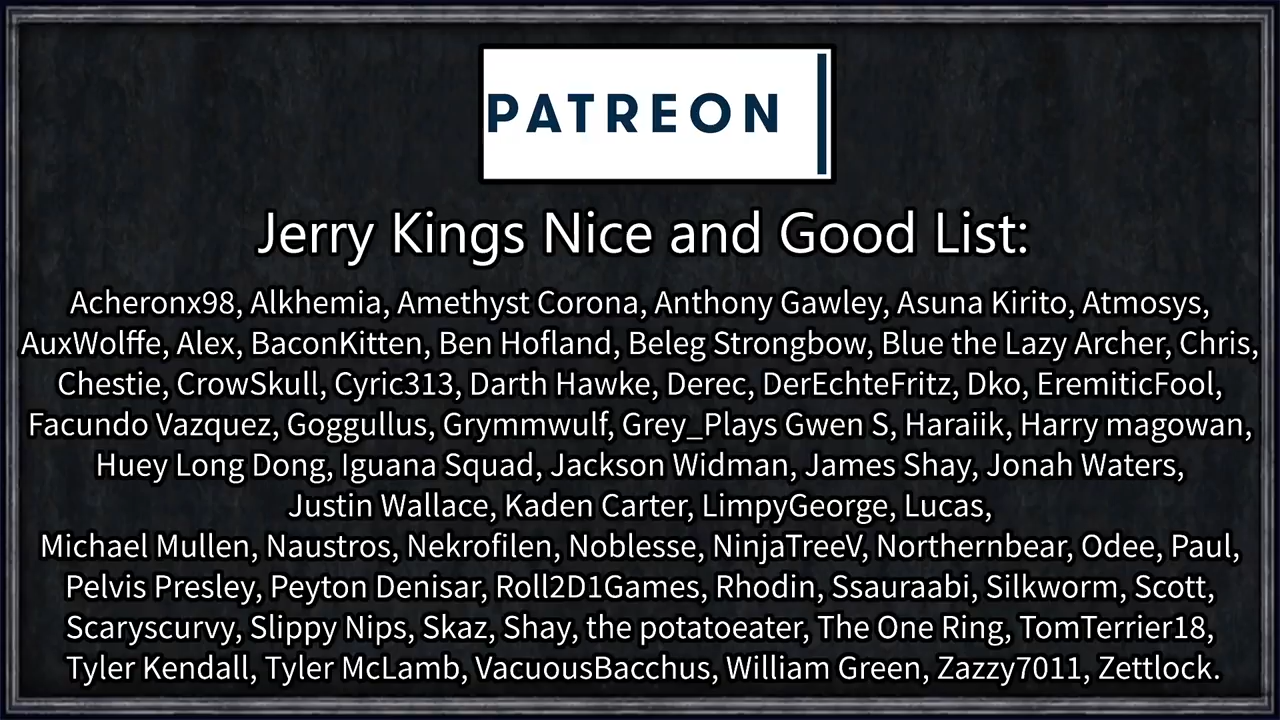 PATREON
Jerry Kings Nice and Good List:
Acheronx98, Alkhemia, Amethyst Corona, Anthony Gawley, Asuna Kirito, Atmosys,
AuxWolffe, Alex, BaconKitten, Ben Hofland, Beleg Strongbow, Blue the Lazy Archer, Chris,
Chestie, CrowSkull, Cyric313, Darth Hawke, Derec, DerEchteFritz, Dko, EremiticFool,
Facundo Vazquez, Goggullus, Grymmwulf, Grey_Plays Gwen S, Haraiik, Harry magowan,
Huey Long Dong, Iguana Squad, Jackson Widman, James Shay, Jonah Waters,
Justin Wallace, Kaden Carter, LimpyGeorge, Lucas,
Michael Mullen, Naustros, Nekrofilen, Noblesse, NinjaTreeV, Northernbear, Odee, Paul,
Pelvis Presley, Peyton Denisar, Roll2D1Games, Rhodin, Ssauraabi, Silkworm, Scott,
Scaryscurvy, Slippy Nips, Skaz, Shay, the potatoeater, The One Ring, TomTerrier18,
Tyler Kendall, Tyler McLamb, VacuousBacchus, William Green, Zazzy7011, Zettlock.